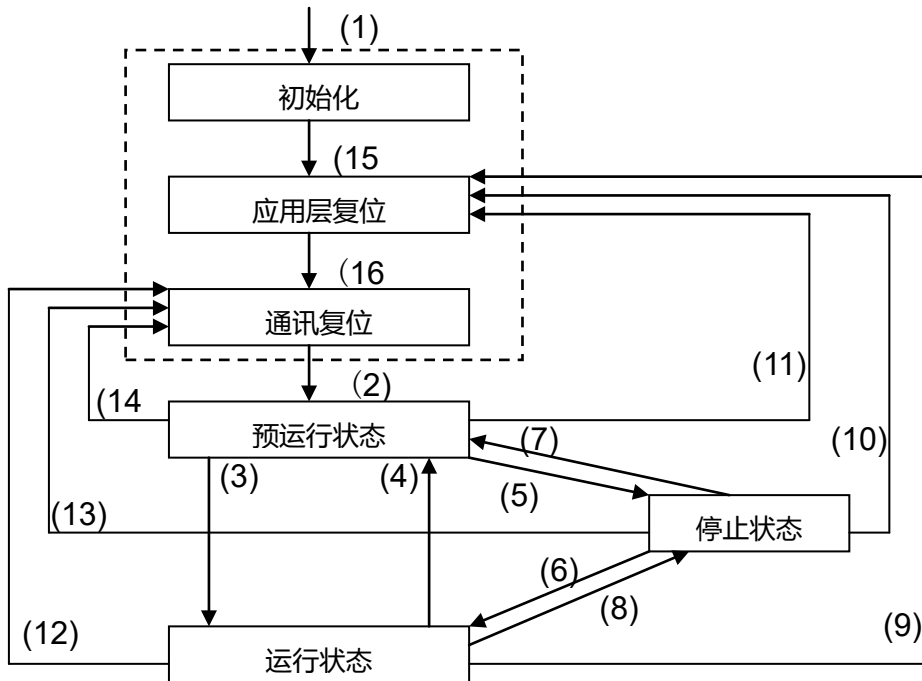 (1)
初始化
(15
应用层复位
（16
通讯复位
（2)
(11)
(14
预运行状态
(7)
(10)
(3)
(4)
(5)
(13)
停止状态
(6)
(8)
(12)
(9)
运行状态